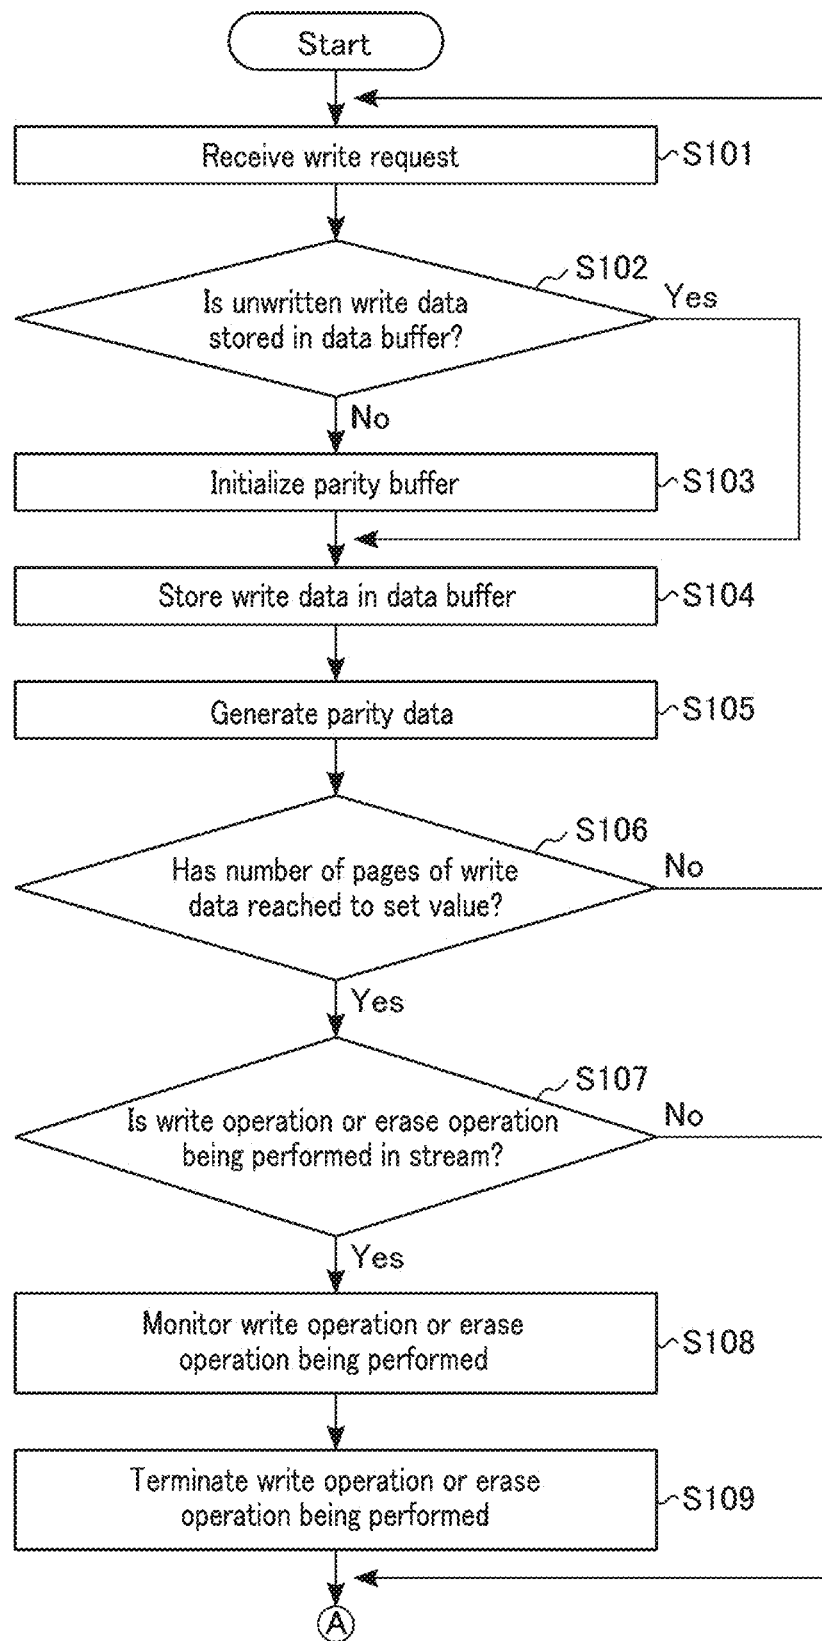 Start
Receive write request
S101
S102
Is unwritten write data
stored in data buffer?
Yes
No
Initialize parity buffer
S103
Store write data in data buffer
S104
Generate parity data
S105
S106
Has number of pages of write
data reached to set value?
No
Yes
S107
Is write operation or erase operation
being performed in stream?
No
Yes
Monitor write operation or erase
operation being performed
S108
Terminate write operation or erase
operation being performed
S109
A